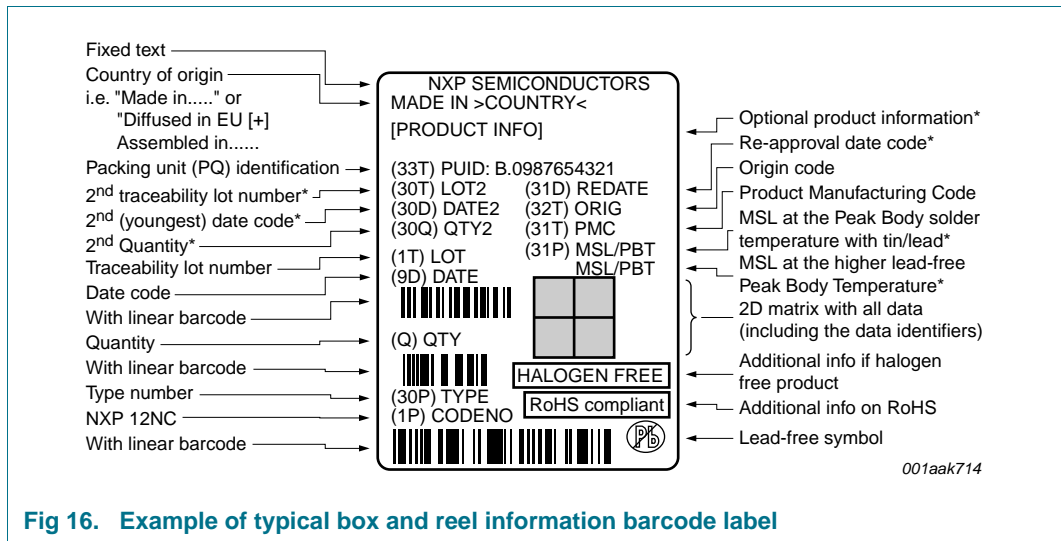 Fixed text
Country of origin
i.e. "Made in....." or
"Diffused in EU [+]
Assembled in......
Packing unit (PQ) identification
2nd traceability lot number*
2nd (youngest) date code*
2nd Quantity*
Traceability lot number
Date code
With linear barcode
Quantity
With linear barcode
Type number
NXP 12NC
With linear barcode
NXP SEMICONDUCTORS
MADE IN >COUNTRY<
[PRODUCT INFO]
(33T) PUID: B.0987654321
(30T) LOT2 (31D) REDATE
(30D) DATE2 (32T) ORIG
(30Q) QTY2 (31T) PMC
(31P) MSL/PBT
(1T) LOT MSL/PBT
(9D) DATE
(Q) QTY
HALOGEN FREE
(30P) TYPE
RoHS compliant
(1P) CODENO
Pb
Optional product information*
Re-approval date code*
Origin code
Product Manufacturing Code
MSL at the Peak Body solder
temperature with tin/lead*
MSL at the higher lead-free
Peak Body Temperature*
2D matrix with all data
(including the data identifiers)
Additional info if halogen
free product
Additional info on RoHS
Lead-free symbol
001aak714
Fig 16. Example of typical box and reel information barcode label